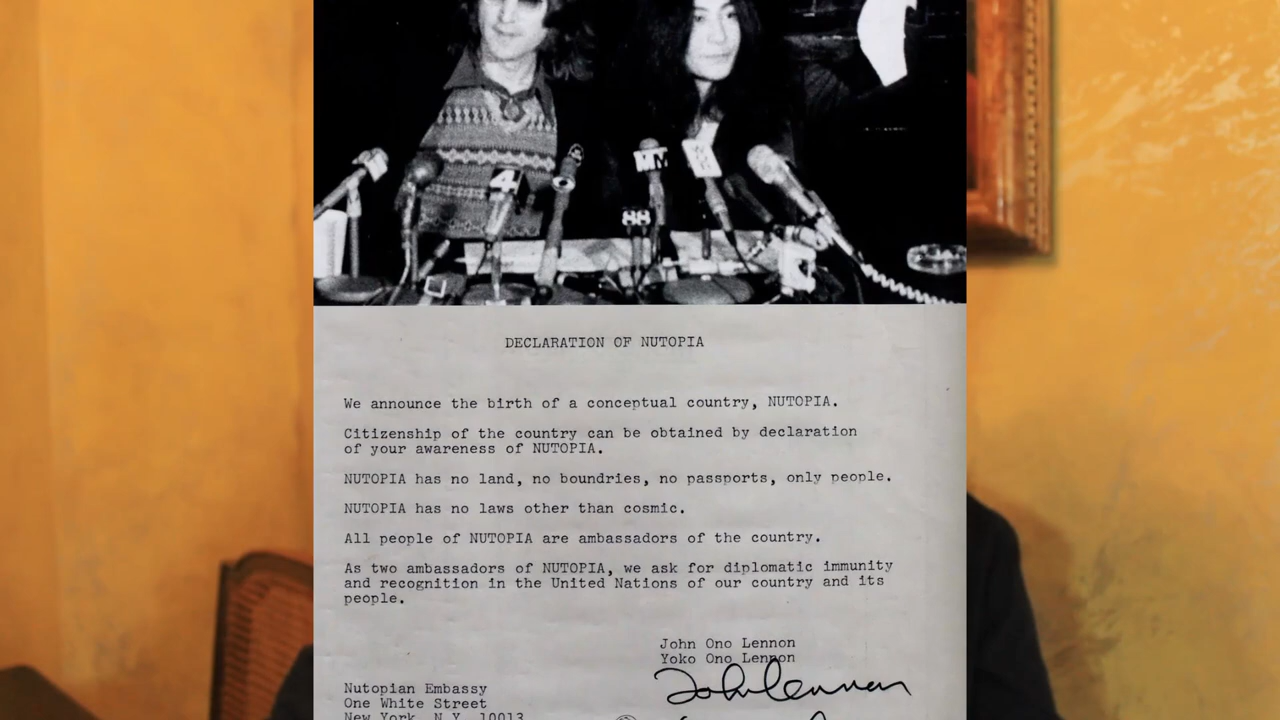 4
88
DECLARATION OF NUTOPIA
We announce the birth of a conceptual country, NUTOPIA.
Citizenship of the country can be obtained by declaration
of your awareness of NUTOPIA.
NUTOPIA has no land, no boundries, no passports, only people.
NUTOPIA has no laws other than cosmic.
All people of NUTOPIA are ambassadors of the country.
As two ambassadors of NUTOPIA, we ask for diplomatic immunity
and recognition in the United Nations of our country and its
people.
John Ono Lennon
Yoko Ono Lennon
John Lennon
Nutopian Embassy
One White Street
New York, N.Y. 10013